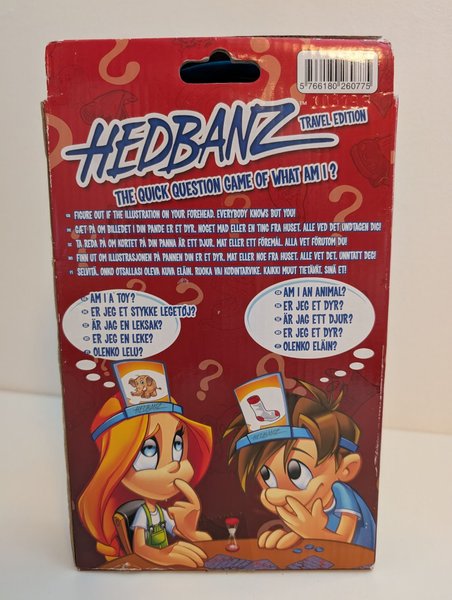 5 766180 260775
HEDBANZ™
TRAVEL EDITION
THE QUICK QUESTION GAME OF WHAT AM I?
FIGURE OUT IF THE ILLUSTRATION ON YOUR FOREHEAD. EVERYBODY KNOWS BUT YOU!
GÆT PÅ OM BILLEDET I DIN PANDE ER ET DYR. NOGET MAD ELLER EN TING FRA HUSET. ALLE VED DET UNDTAGEN DIG!
TA REDA PÅ OM KORTET PÅ DIN PANNA ÄR ETT DJUR. MAT ELLER ETT FÖREMÅL. ALLA VET FÖRUTOM DU!
FINN UT OM ILLUSTRASJONEN PÅ PANNEN DIN ER ET DYR. MAT ELLER NOE FRA HUSET. ALLE VET DET. UNNTATT DEG!
SELVITÄ. ONKO OTSALLASI OLEVA KUVA ELÄIN. RUOKA VAI KODINTARVIKE. KAIKKI MUUT TIETÄVÄT. SINÄ ET!
AM I A TOY?
ER JEG ET STYKKE LEGETØJ?
ÄR JAG EN LEKSAK?
ER JEG EN LEKE?
OLENKO LELU?
AM I AN ANIMAL?
ER JEG ET DYR?
ÄR JAG ETT DJUR?
ER JEG ET DYR?
OLENKO ELÄIN?
HEDBANZ
HEDBANZ